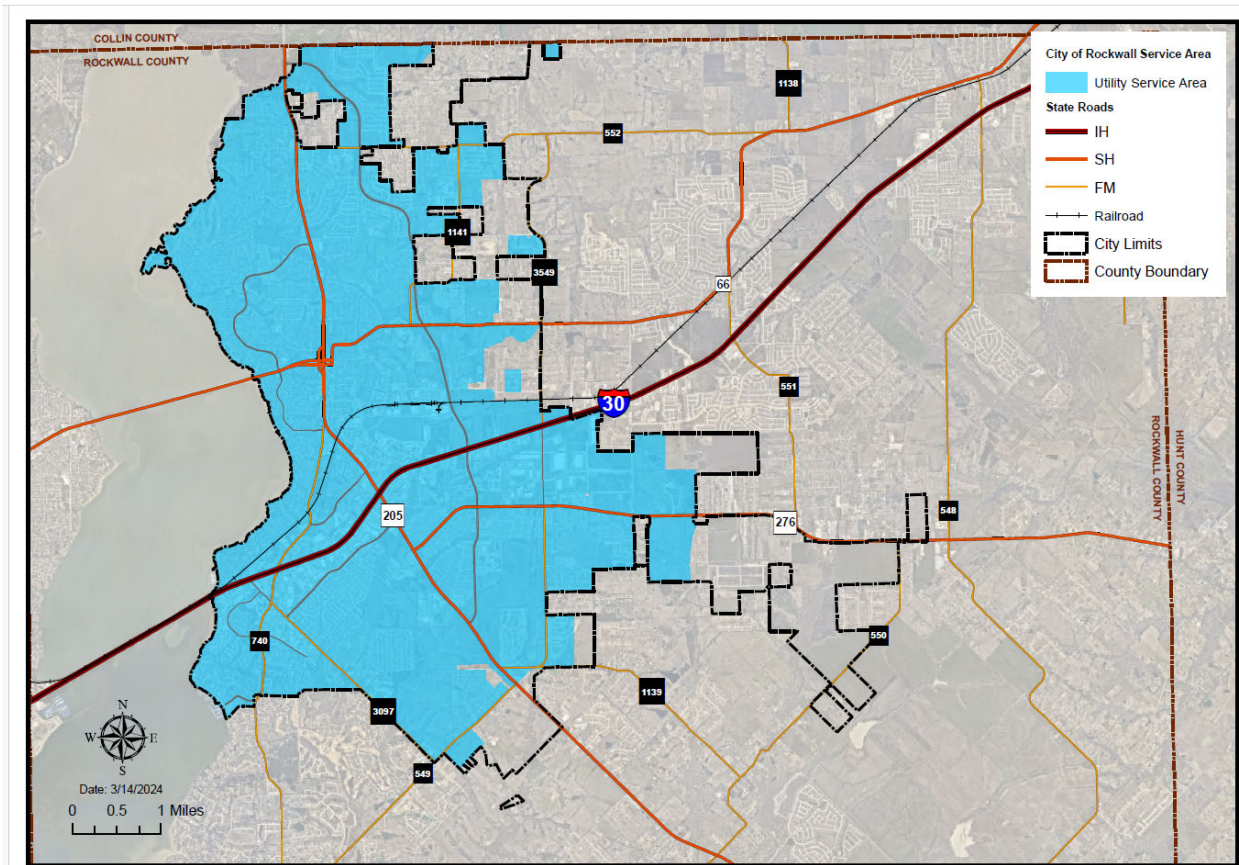 COLLIN COUNTY
ROCKWALL COUNTY
City of Rockwall Service Area
Utility Service Area
State Roads
IH
SH
FM
Railroad
City Limits
County Boundary
1138
552
1141
3549
66
30
551
HUNT COUNTY
ROCKWALL COUNTY
205
276
548
740
550
1139
3097
549
N
W
E
S
Date: 3/14/2024
0 0.5 1 Miles